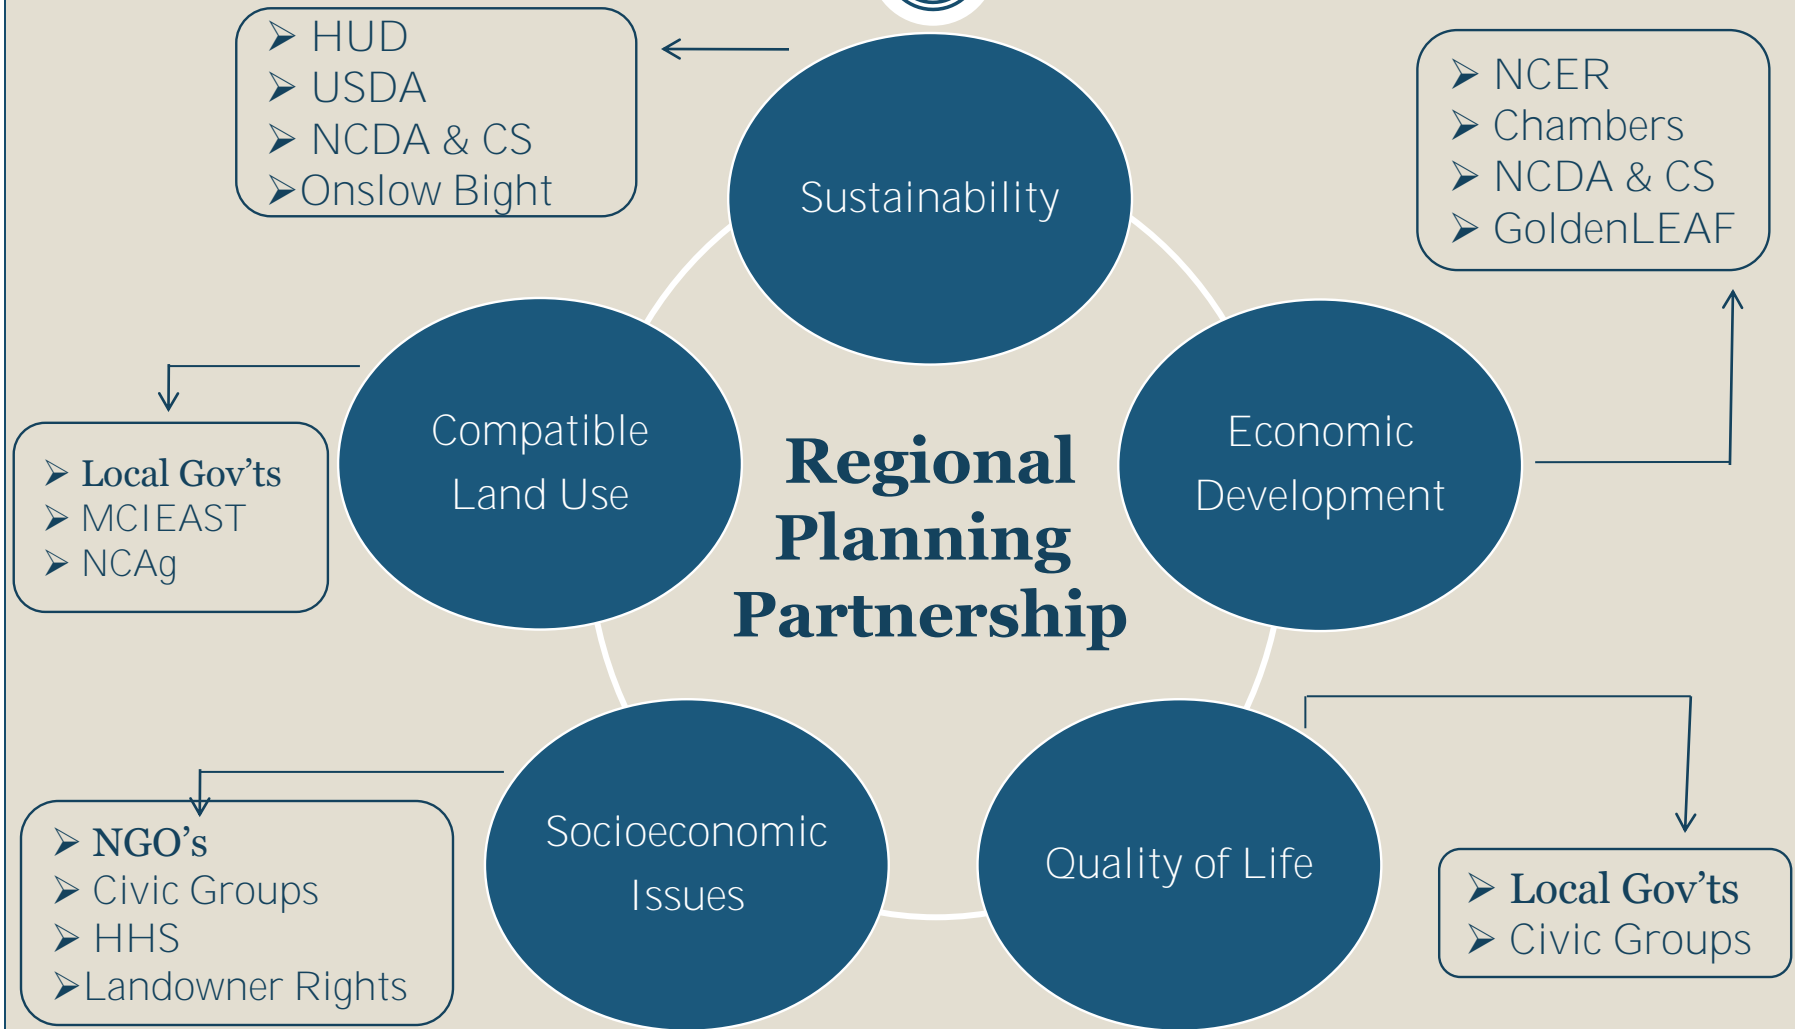 ➢ HUD
➢ USDA
➢ NCDA & CS
➢Onslow Bight
➢ NCER
➢ Chambers
➢ NCDA & CS
➢ GoldenLEAF
Sustainability
Compatible
Land Use
Economic
Development
Regional
Planning
Partnership
➢ Local Gov’ts
➢ MCIEAST
➢ NCAg
Socioeconomic
Issues
Quality of Life
➢ NGO’s
➢ Civic Groups
➢ HHS
➢Landowner Rights
➢ Local Gov’ts
➢ Civic Groups